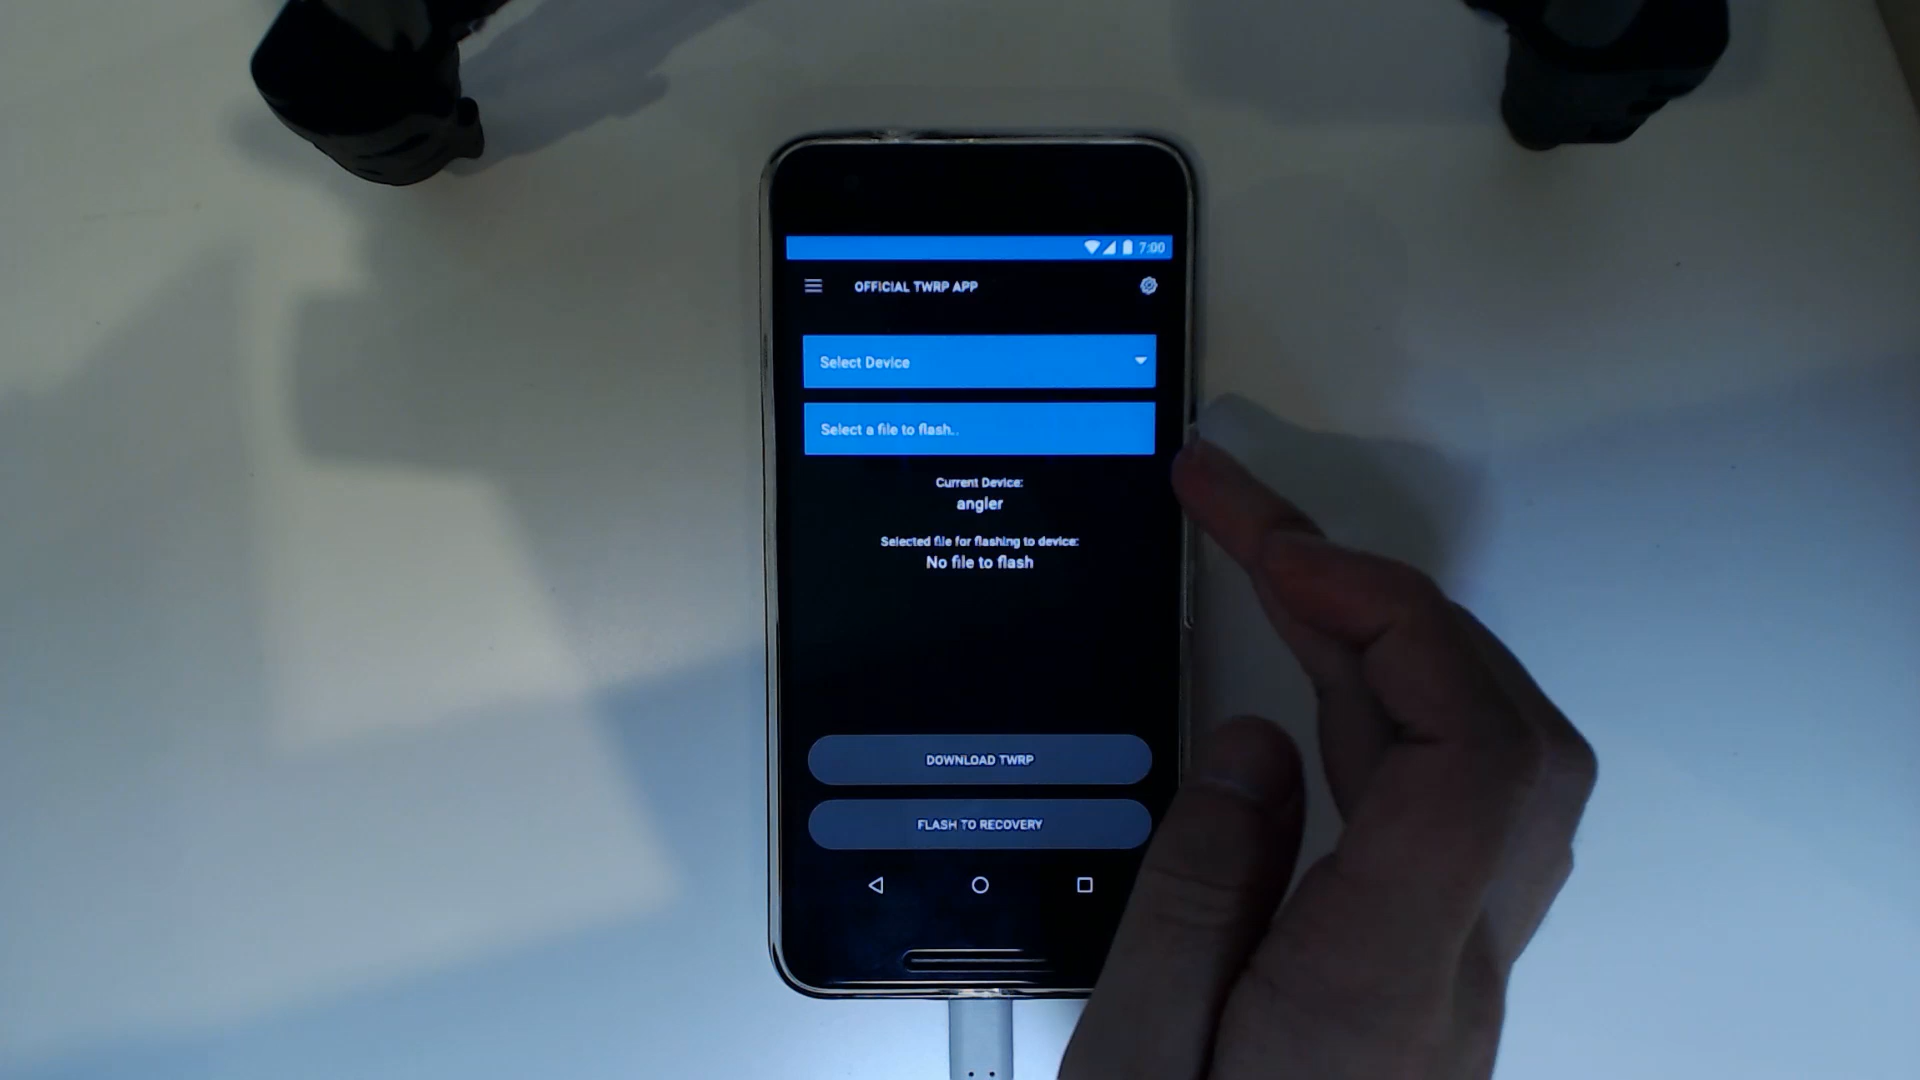 7:00
OFFICIAL TWRP APP
Select Device
Select a file to flash..
Current Device:
angler
Selected file for flashing to device:
No file to flash
DOWNLOAD TWRP
FLASH TO RECOVERY